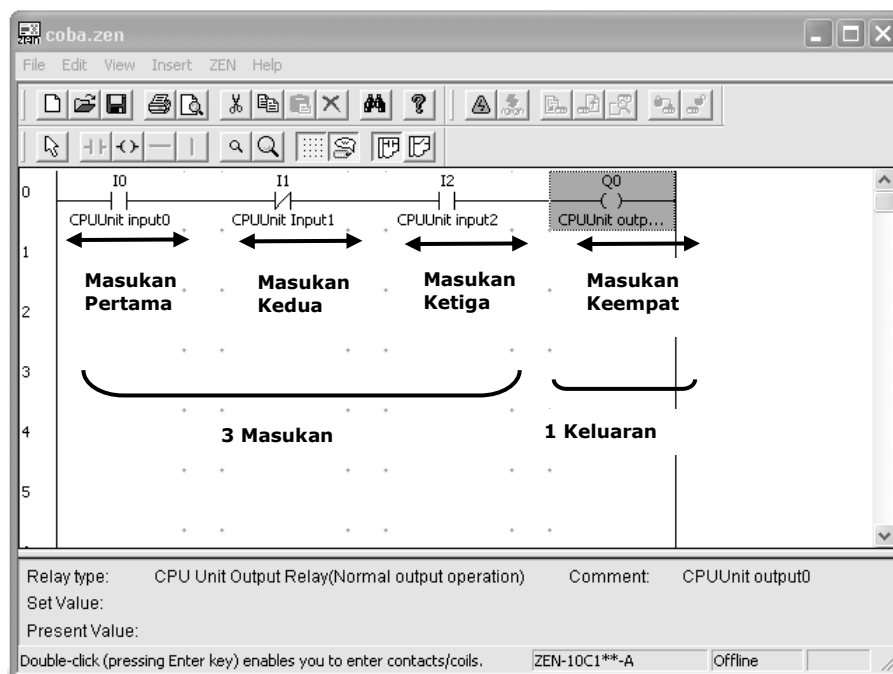 coba.zen
File Edit View Insert ZEN Help
0
I0 I1 I2 Q0
CPUUnit input0 CPUUnit Input1 CPUUnit input2 CPUUnit outp...
1
Masukan Pertama
Masukan Kedua
Masukan Ketiga
Masukan Keempat
2
3
3 Masukan 1 Keluaran
4
5
Relay type: CPU Unit Output Relay(Normal output operation) Comment: CPUUnit output0
Set Value:
Present Value:
Double-click (pressing Enter key) enables you to enter contacts/coils. ZEN-10C1**-A Offline